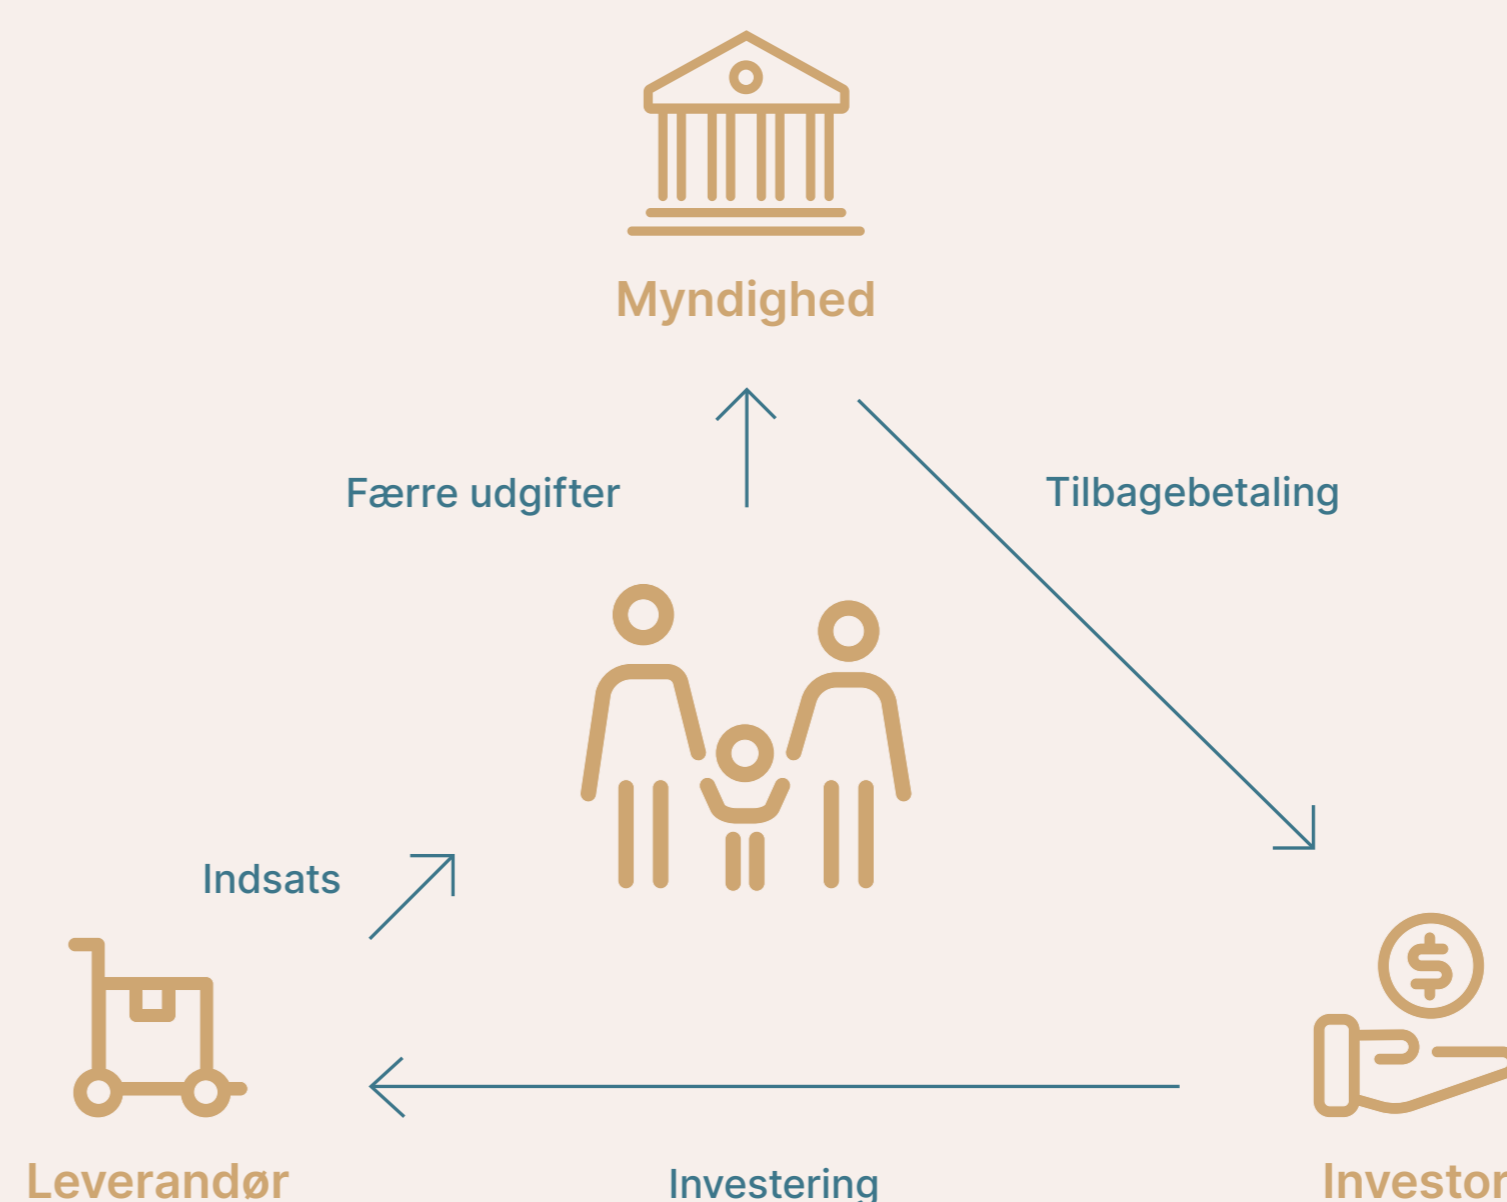 Myndighed
Færre udgifter
Tilbagebetaling
Indsats
Leverandør
Investering
Investor